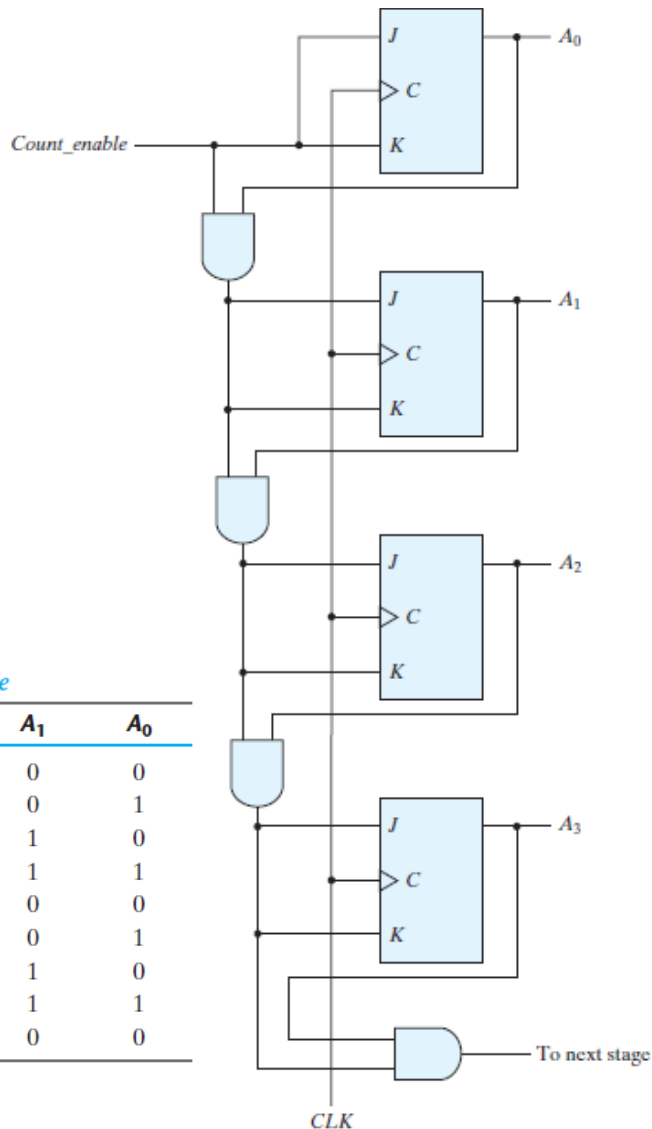 J
A₀
C
Count_enable
K
J
A₁
C
K
J
A₂
C
K
e
A₁ A₀
0 0
0 1
1 0
1 1
0 0
0 1
1 0
1 1
0 0
J
A₃
C
K
To next stage
CLK